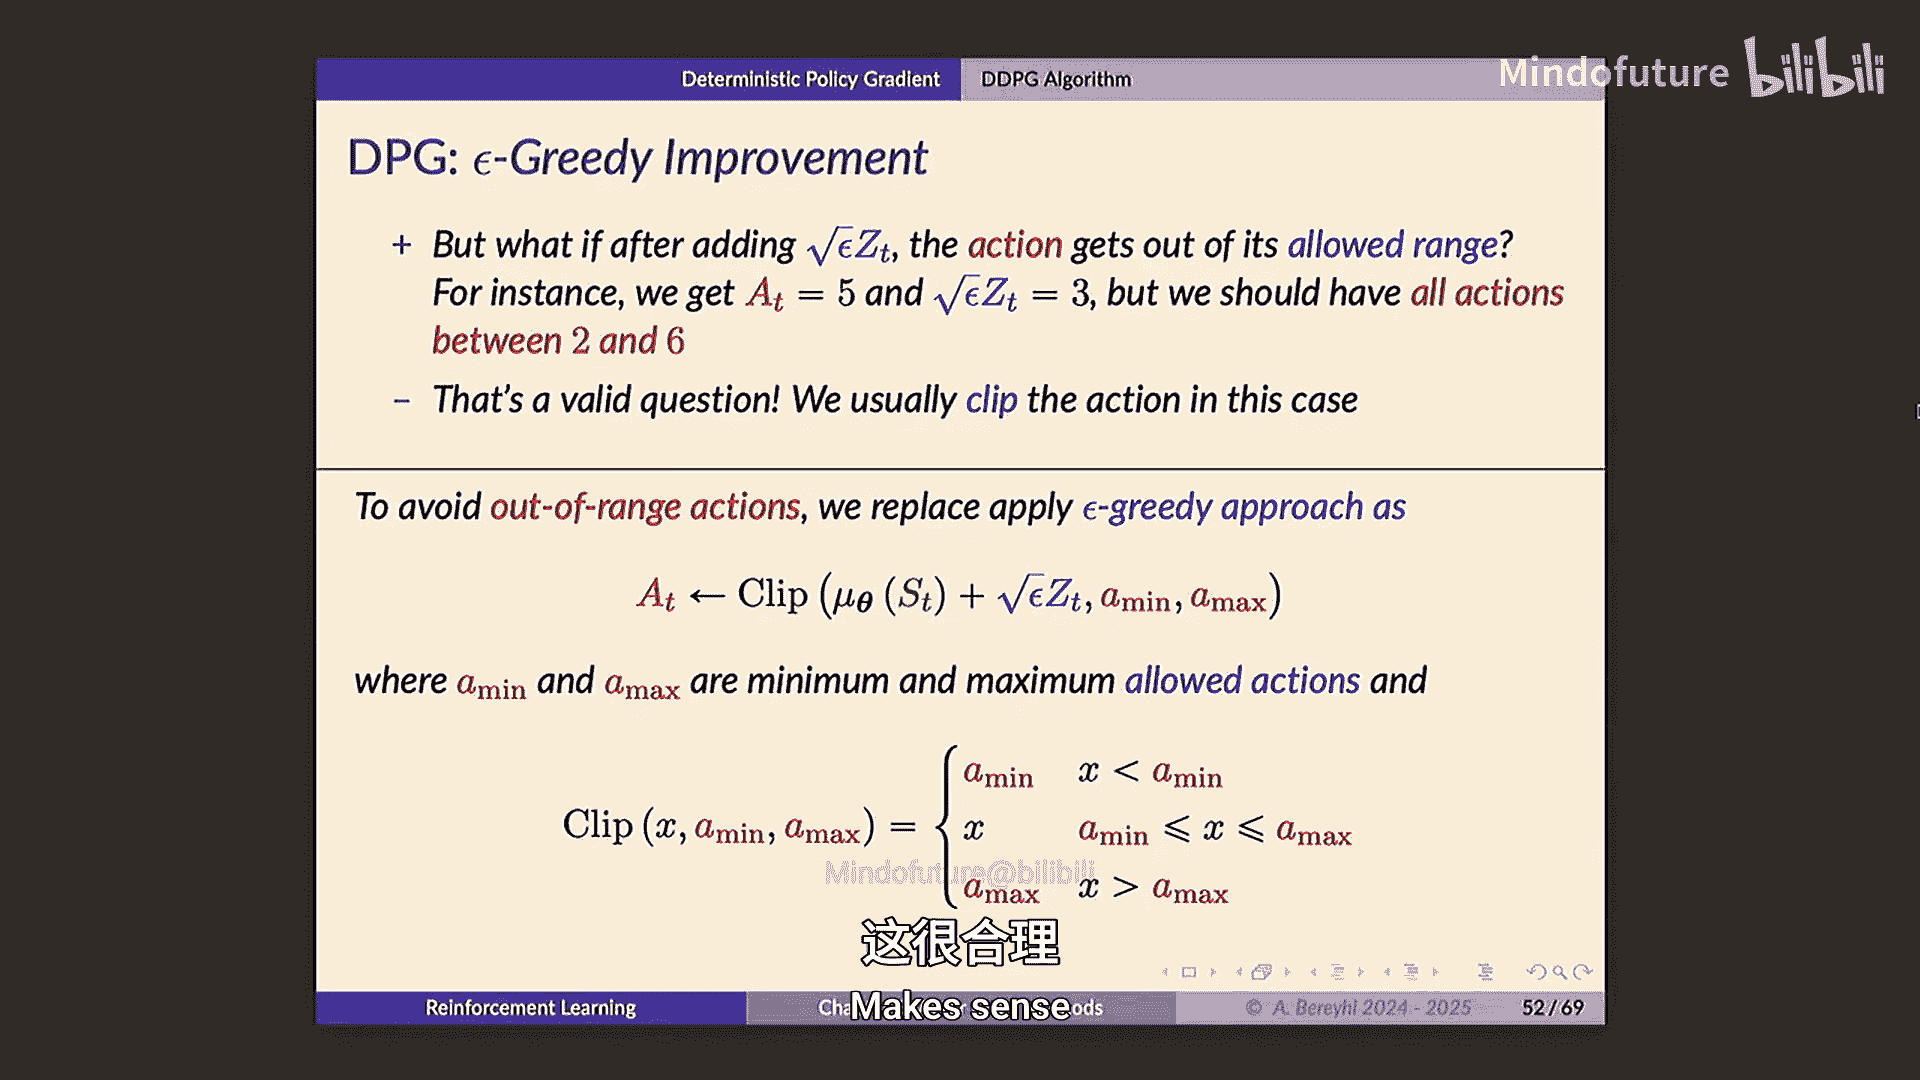 Deterministic Policy Gradient DDPG Algorithm
Mindofuture bilibili
DPG: ϵ-Greedy Improvement
+ But what if after adding √ϵZ_t, the action gets out of its allowed range?
For instance, we get A_t = 5 and √ϵZ_t = 3, but we should have all actions
between 2 and 6
– That's a valid question! We usually clip the action in this case
To avoid out-of-range actions, we replace apply ϵ-greedy approach as
A_t ← Clip (μ_θ (S_t) + √ϵZ_t, a_min, a_max)
where a_min and a_max are minimum and maximum allowed actions and
a_min x < a_min
Clip (x, a_min, a_max) = { x a_min ⩽ x ⩽ a_max
Mindofuture@bilibili
a_max x > a_max
这很合理
Makes sense
Reinforcement Learning © A. Bereyhi 2024 - 2025 52/69